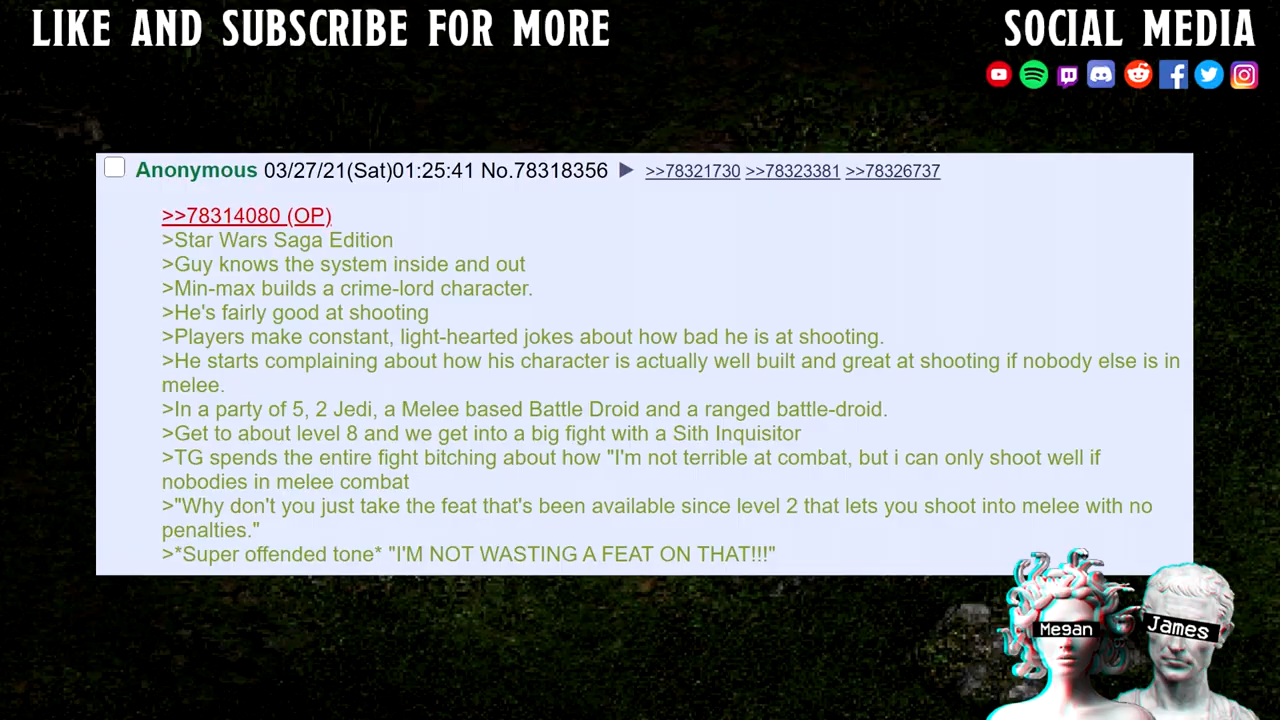 LIKE AND SUBSCRIBE FOR MORE
SOCIAL MEDIA
Anonymous 03/27/21(Sat)01:25:41 No.78318356 ▶ >>78321730 >>78323381 >>78326737
>>78314080 (OP)
>Star Wars Saga Edition
>Guy knows the system inside and out
>Min-max builds a crime-lord character.
>He's fairly good at shooting
>Players make constant, light-hearted jokes about how bad he is at shooting.
>He starts complaining about how his character is actually well built and great at shooting if nobody else is in
melee.
>In a party of 5, 2 Jedi, a Melee based Battle Droid and a ranged battle-droid.
>Get to about level 8 and we get into a big fight with a Sith Inquisitor
>TG spends the entire fight bitching about how "I'm not terrible at combat, but i can only shoot well if
nobodies in melee combat
>"Why don't you just take the feat that's been available since level 2 that lets you shoot into melee with no
penalties."
>*Super offended tone* "I'M NOT WASTING A FEAT ON THAT!!!"
Megan
James